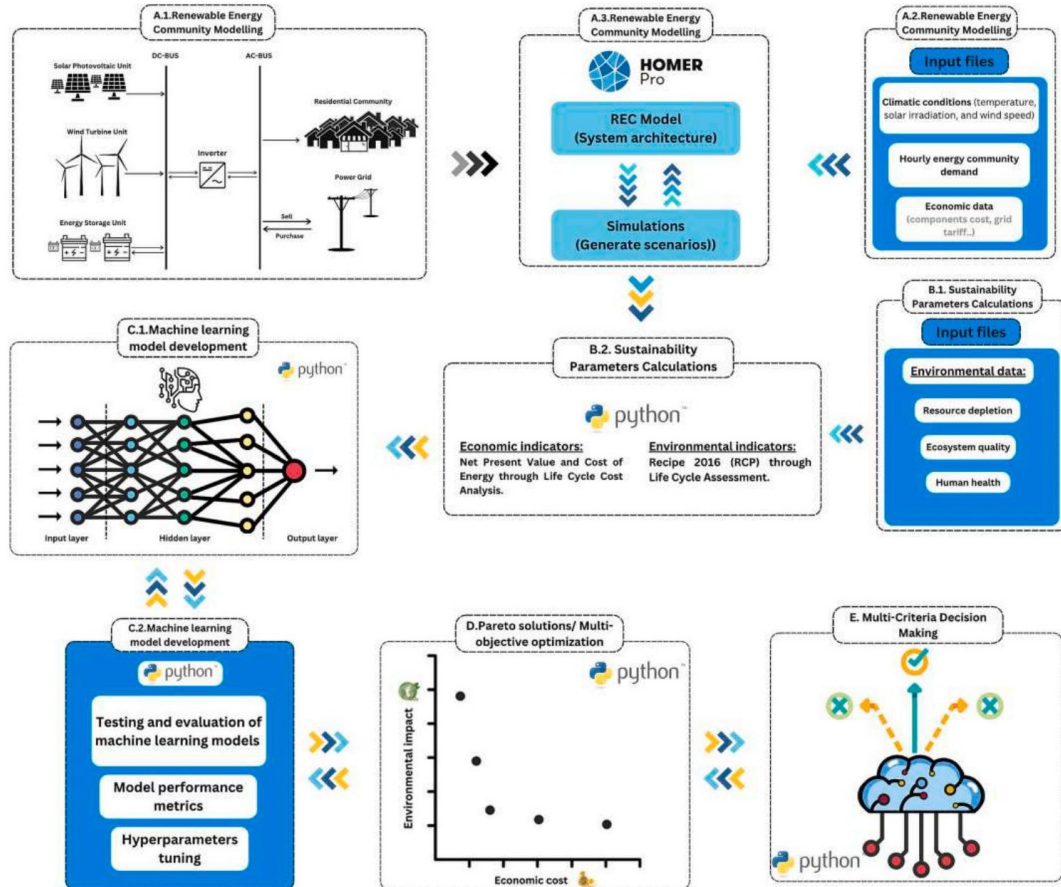 A.1.Renewable Energy
Community Modelling
DC-BUS
AC-BUS
Solar Photovoltaic Unit
Wind Turbine Unit
Energy Storage Unit
Inverter
Residential Community
Power Grid
Sell
Purchase
A.3.Renewable Energy
Community Modelling
HOMER
Pro
REC Model
(System architecture)
Simulations
(Generate scenarios))
A.2.Renewable Energy
Community Modelling
Input files
Climatic conditions (temperature,
solar irradiation, and wind speed)
Hourly energy community
demand
Economic data
(components cost, grid
tariff..)
B.1. Sustainability
Parameters Calculations
Input files
Environmental data:
Resource depletion
Ecosystem quality
Human health
B.2. Sustainability
Parameters Calculations
python™
Economic indicators:
Net Present Value and Cost of
Energy through Life Cycle Cost
Analysis.
Environmental indicators:
Recipe 2016 (RCP) through
Life Cycle Assessment.
C.1.Machine learning
model development
python™
Input layer
Hidden layer
Output layer
C.2.Machine learning
model development
python™
Testing and evaluation of
machine learning models
Model performance
metrics
Hyperparameters
tuning
D.Pareto solutions/ Multi-
objective optimization
python™
Environmental impact
Economic cost
E. Multi-Criteria Decision
Making
python™